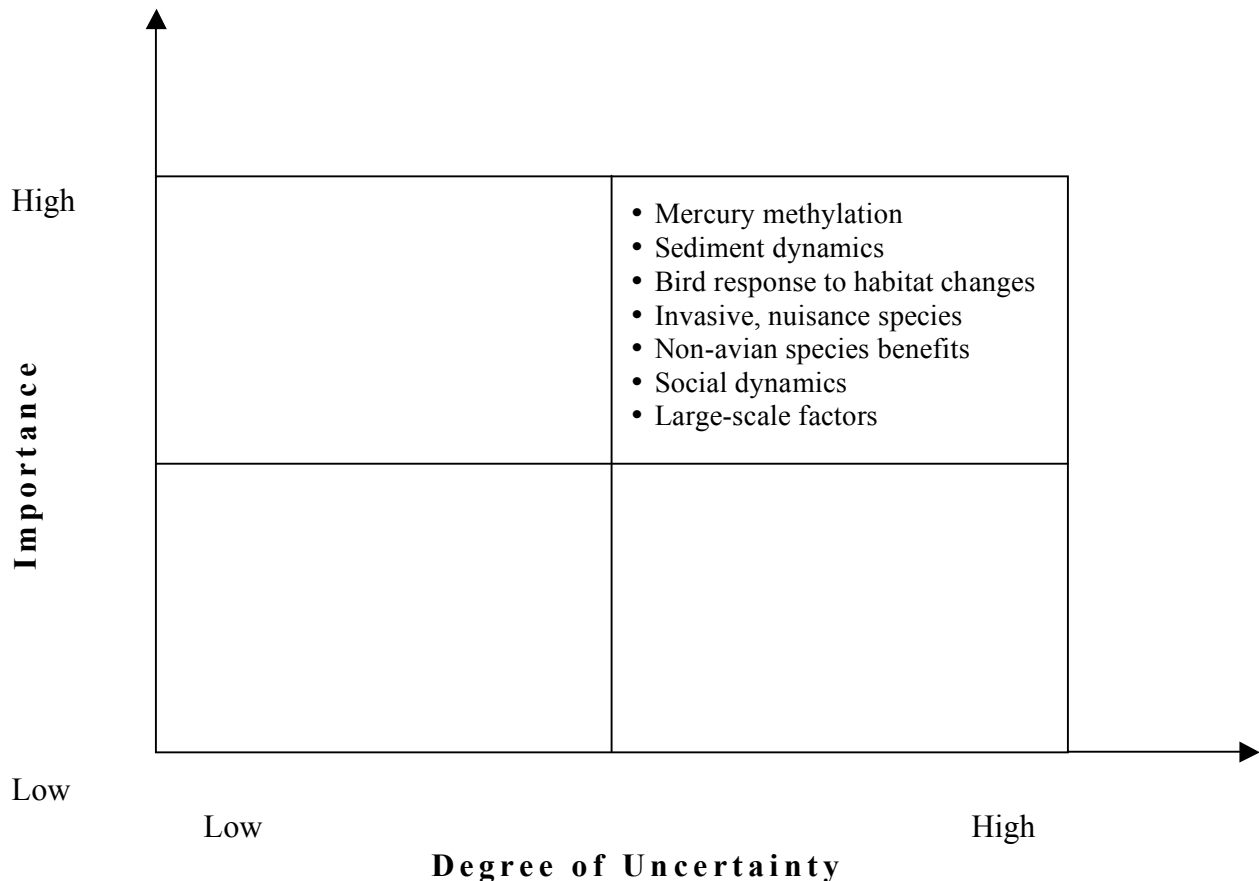 High
• Mercury methylation
• Sediment dynamics
• Bird response to habitat changes
• Invasive, nuisance species
• Non-avian species benefits
• Social dynamics
• Large-scale factors
Importance
Low
Low
High
Degree of Uncertainty